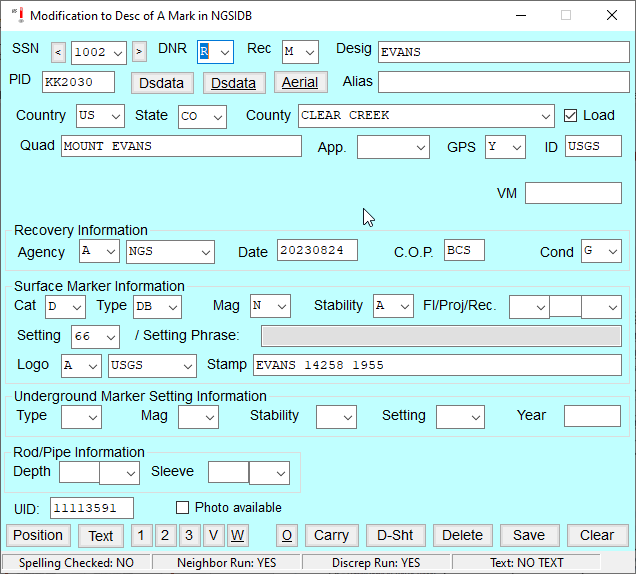 Modification to Desc of A Mark in NGSIDB
SSN < 1002 > DNR R Rec M Desig EVANS
PID KK2030 Dsdata Dsdata Aerial Alias
Country US State CO County CLEAR CREEK Load
Quad MOUNT EVANS App. GPS Y ID USGS
VM
Recovery Information
Agency A NGS Date 20230824 C.O.P. BCS Cond G
Surface Marker Information
Cat D Type DB Mag N Stability A Fl/Proj/Rec.
Setting 66 / Setting Phrase:
Logo A USGS Stamp EVANS 14258 1955
Underground Marker Setting Information
Type Mag Stability Setting Year
Rod/Pipe Information
Depth Sleeve
UID: 11113591 Photo available
Position Text 1 2 3 V W O Carry D-Sht Delete Save Clear
Spelling Checked: NO Neighbor Run: YES Discrep Run: YES Text: NO TEXT